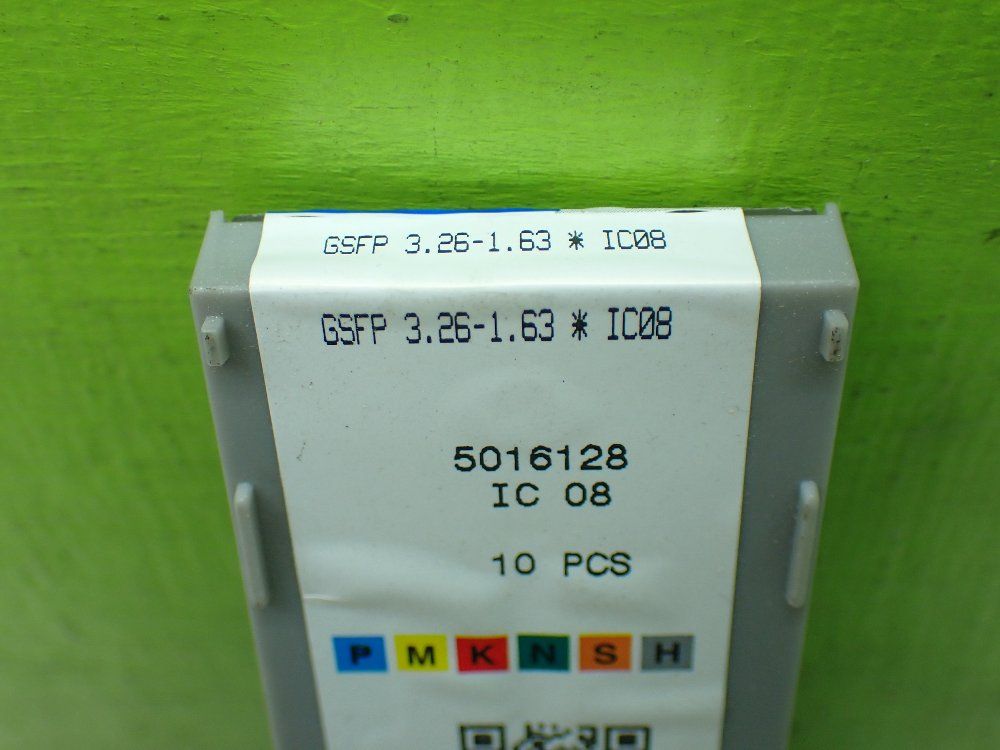 GSFP 3.26-1.63 * IC08
GSFP 3.26-1.63 * IC08
5016128
IC 08
10 PCS
P M K N S H